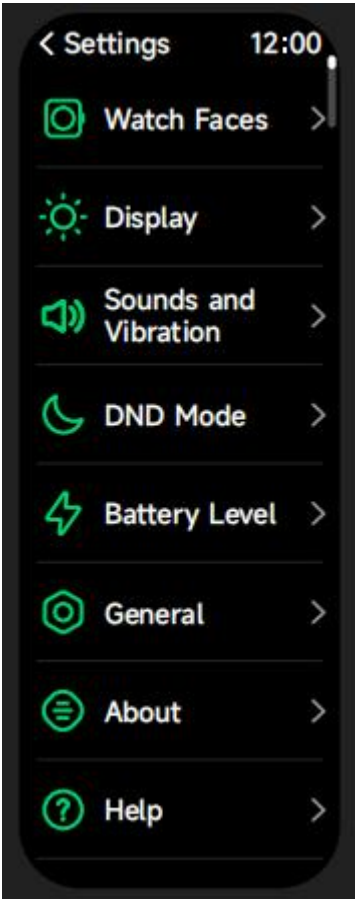 Settings 12:00
Watch Faces
Display
Sounds and
Vibration
DND Mode
Battery Level
General
About
Help